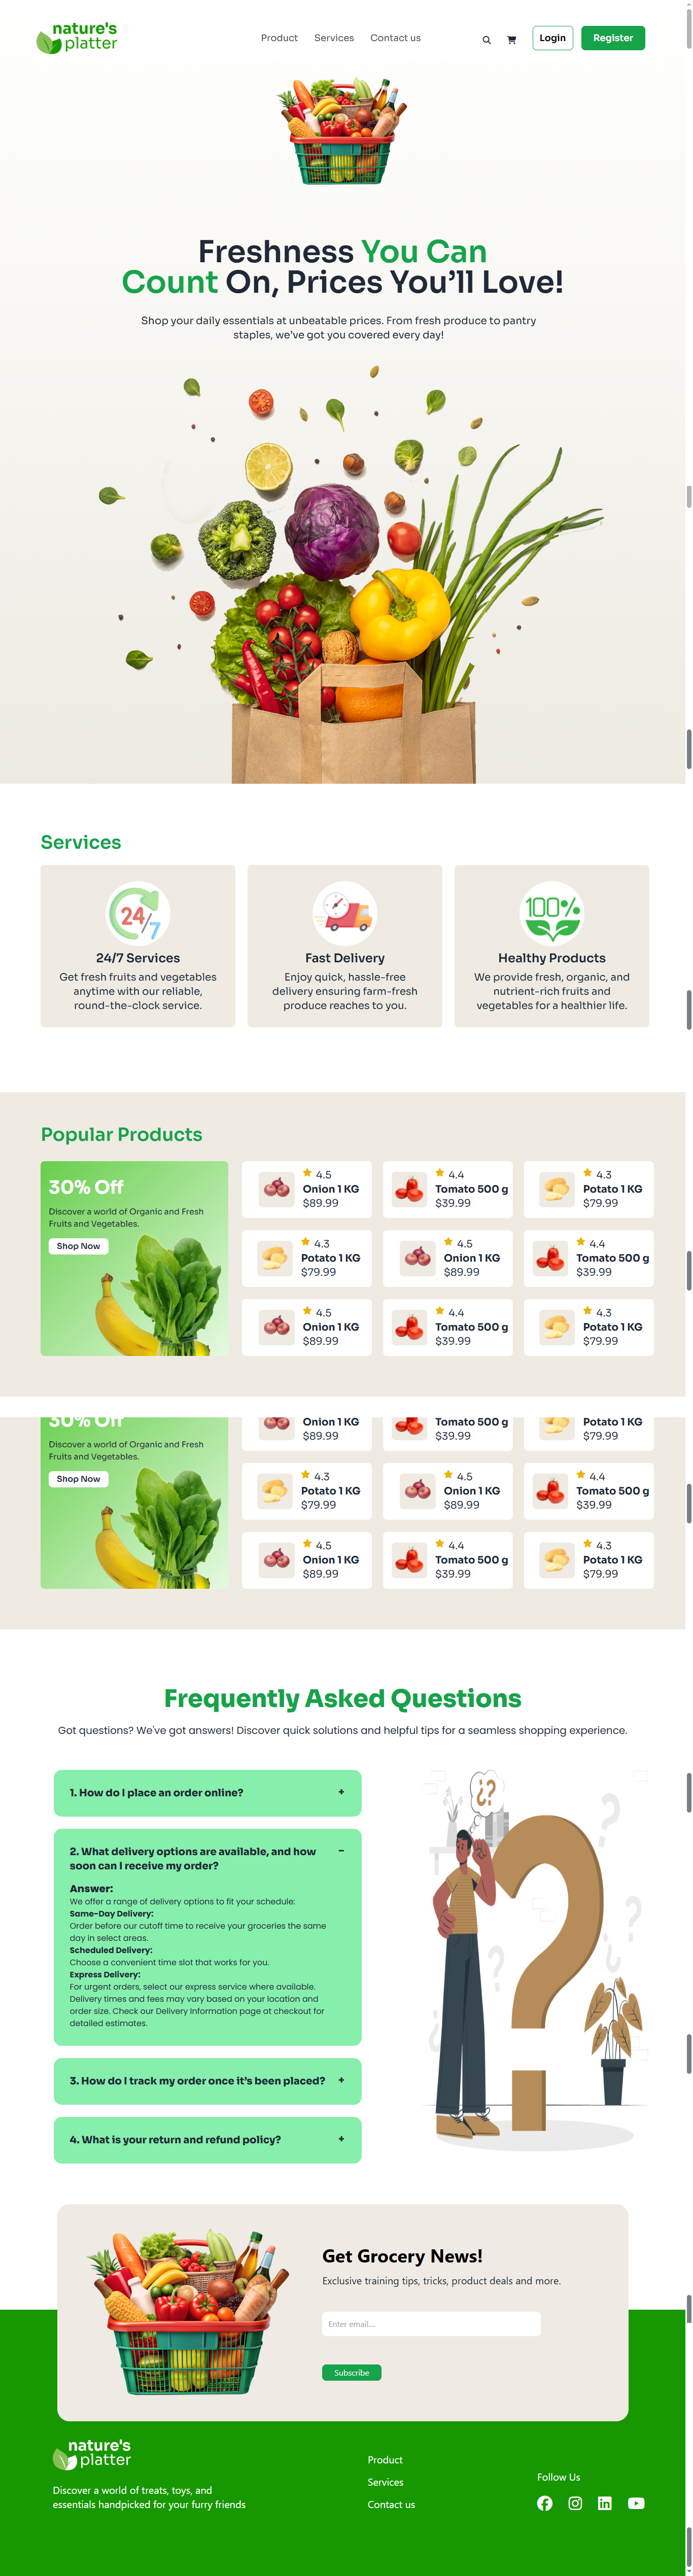 nature's
platter
Product
Services
Contact us
Login
Register
Freshness You Can
Count On, Prices You'll Love!
Shop your daily essentials at unbeatable prices. From fresh produce to pantry
staples, we've got you covered every day!
Services
24/7
24/7 Services
Get fresh fruits and vegetables
anytime with our reliable,
round-the-clock service.
Fast Delivery
Enjoy quick, hassle-free
delivery ensuring farm-fresh
produce reaches to you.
100%
Healthy Products
We provide fresh, organic, and
nutrient-rich fruits and
vegetables for a healthier life.
Popular Products
30% Off
Discover a world of Organic and Fresh
Fruits and Vegetables.
Shop Now
4.5
Onion 1 KG
$89.99
4.4
Tomato 500 g
$39.99
4.3
Potato 1 KG
$79.99
4.3
Potato 1 KG
$79.99
4.5
Onion 1 KG
$89.99
4.4
Tomato 500 g
$39.99
4.5
Onion 1 KG
$89.99
4.4
Tomato 500 g
$39.99
4.3
Potato 1 KG
$79.99
30% Off
Discover a world of Organic and Fresh
Fruits and Vegetables.
Shop Now
Onion 1 KG
$89.99
Tomato 500 g
$39.99
Potato 1 KG
$79.99
4.3
Potato 1 KG
$79.99
4.5
Onion 1 KG
$89.99
4.4
Tomato 500 g
$39.99
4.5
Onion 1 KG
$89.99
4.4
Tomato 500 g
$39.99
4.3
Potato 1 KG
$79.99
Frequently Asked Questions
Got questions? We've got answers! Discover quick solutions and helpful tips for a seamless shopping experience.
1. How do I place an order online? +
2. What delivery options are available, and how −
soon can I receive my order?
Answer:
We offer a range of delivery options to fit your schedule:
Same-Day Delivery:
Order before our cutoff time to receive your groceries the same
day in select areas.
Scheduled Delivery:
Choose a convenient time slot that works for you.
Express Delivery:
For urgent orders, select our express service where available.
Delivery times and fees may vary based on your location and
order size. Check our Delivery Information page at checkout for
detailed estimates.
3. How do I track my order once it's been placed? +
4. What is your return and refund policy? +
Get Grocery News!
Exclusive training tips, tricks, product deals and more.
Enter email....
Subscribe
nature's
platter
Discover a world of treats, toys, and
essentials handpicked for your furry friends
Product
Services
Contact us
Follow Us